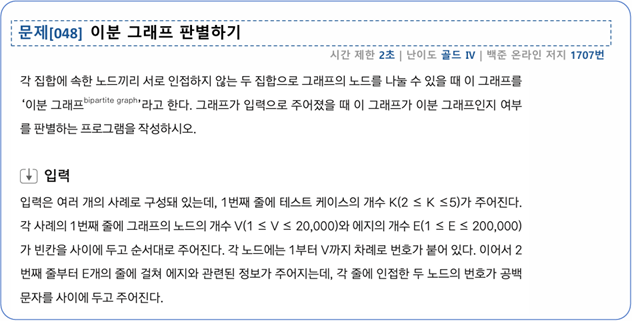 문제[048] 이분 그래프 판별하기
시간 제한 2초 | 난이도 골드 IV | 백준 온라인 저지 1707번
각 집합에 속한 노드끼리 서로 인접하지 않는 두 집합으로 그래프의 노드를 나눌 수 있을 때 이 그래프를
‘이분 그래프bipartite graph’라고 한다. 그래프가 입력으로 주어졌을 때 이 그래프가 이분 그래프인지 여부
를 판별하는 프로그램을 작성하시오.
입력
입력은 여러 개의 사례로 구성돼 있는데, 1번째 줄에 테스트 케이스의 개수 K(2 ≤ K ≤5)가 주어진다.
각 사례의 1번째 줄에 그래프의 노드의 개수 V(1 ≤ V ≤ 20,000)와 에지의 개수 E(1 ≤ E ≤ 200,000)
가 빈칸을 사이에 두고 순서대로 주어진다. 각 노드에는 1부터 V까지 차례로 번호가 붙어 있다. 이어서 2
번째 줄부터 E개의 줄에 걸쳐 에지와 관련된 정보가 주어지는데, 각 줄에 인접한 두 노드의 번호가 공백
문자를 사이에 두고 주어진다.